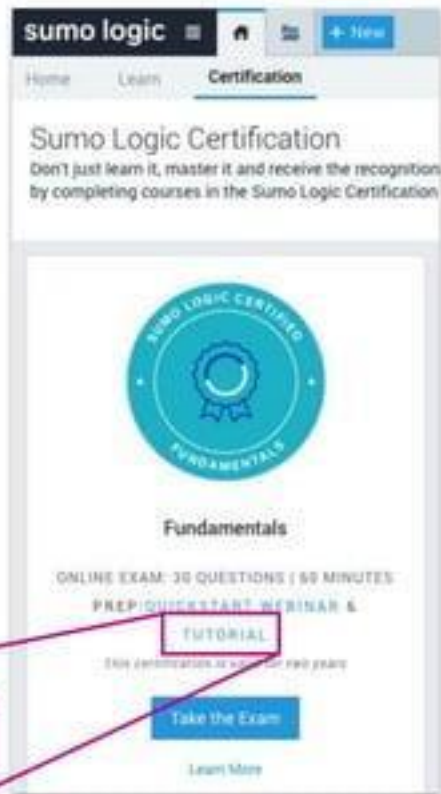 sumo logic
+ New
Home Learn Certification
Sumo Logic Certification
Don't just learn it, master it and receive the recognition
by completing courses in the Sumo Logic Certification
SUMO LOGIC CERTIFIED
FUNDAMENTALS
Fundamentals
ONLINE EXAM: 30 QUESTIONS | 60 MINUTES
PREP: QUICKSTART WEBINAR &
TUTORIAL
This certification is valid for two years
Take the Exam
Learn More